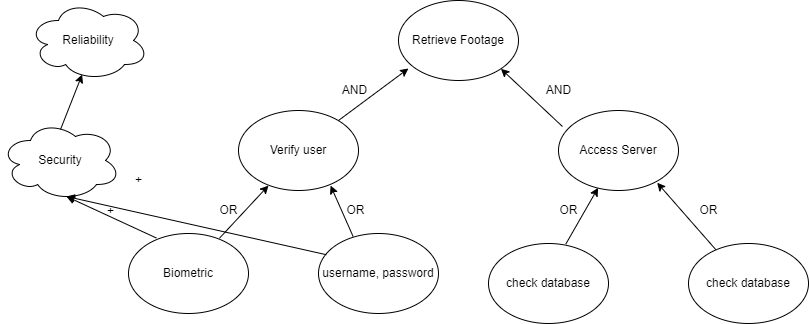 Reliability
Retrieve Footage
AND
AND
Security
Verify user
Access Server
+
+
OR
OR
OR
OR
Biometric
username, password
check database
check database